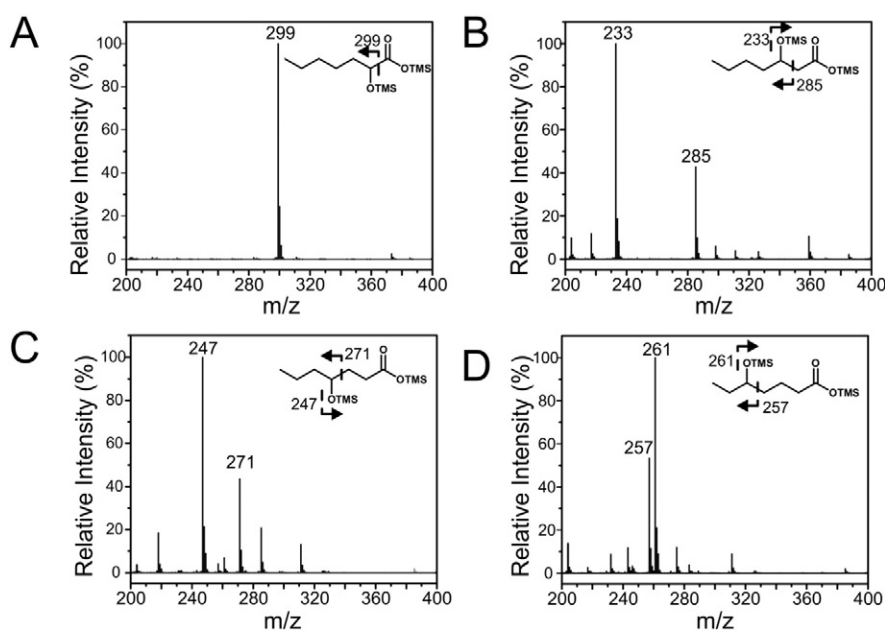 A
299
Relative Intensity (%)
100
80
60
40
20
0
200
240
280
320
360
400
m/z
299
O
OTMS
OTMS
B
233
285
Relative Intensity (%)
100
80
60
40
20
0
200
240
280
320
360
400
m/z
233
OTMS
O
OTMS
285
C
247
271
Relative Intensity (%)
100
80
60
40
20
0
200
240
280
320
360
400
m/z
271
O
OTMS
247
OTMS
D
261
257
Relative Intensity (%)
100
80
60
40
20
0
200
240
280
320
360
400
m/z
261
OTMS
O
OTMS
257